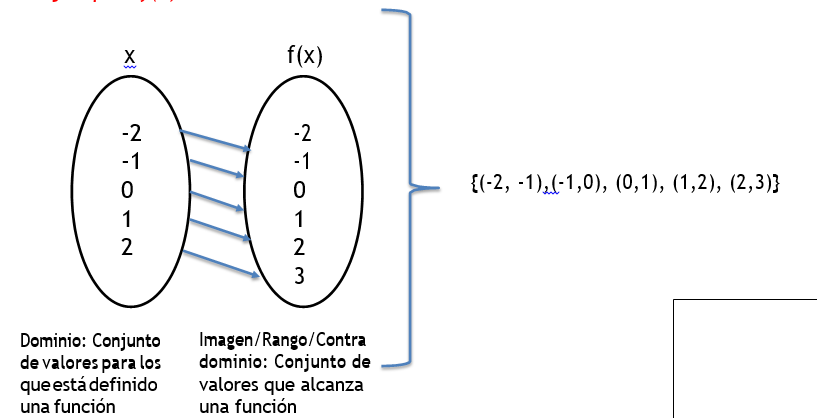 x
f(x)
-2
-1
0
1
2
-2
-1
0
1
2
3
{(-2, -1),(-1,0), (0,1), (1,2), (2,3)}
Dominio: Conjunto
de valores para los
que está definido
una función
Imagen/Rango/Contra
dominio: Conjunto de
valores que alcanza
una función